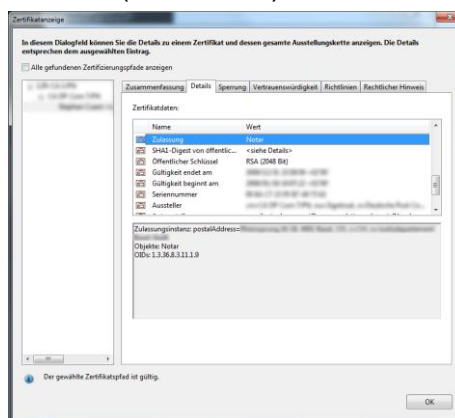 Zertifikatanzeige
In diesem Dialogfeld können Sie die Details zu einem Zertifikat und dessen gesamte Ausstellungskette anzeigen. Die Details
entsprechen dem ausgewählten Eintrag.
Alle gefundenen Zertifizierungspfade anzeigen
Zusammenfassung Details Sperrung Vertrauenswürdigkeit Richtlinien Rechtlicher Hinweis
Zertifikatdaten:
Name Wert
Zulassung Notar
SHA1-Digest von öffentlic... <siehe Details>
Öffentlicher Schlüssel RSA (2048 Bit)
Gültigkeit endet am
Gültigkeit beginnt am
Seriennummer
Aussteller
Zulassungsinstanz: postalAddress=
Objekte: Notar
OIDs: 1.3.36.8.3.11.1.9
Der gewählte Zertifikatspfad ist gültig.
OK